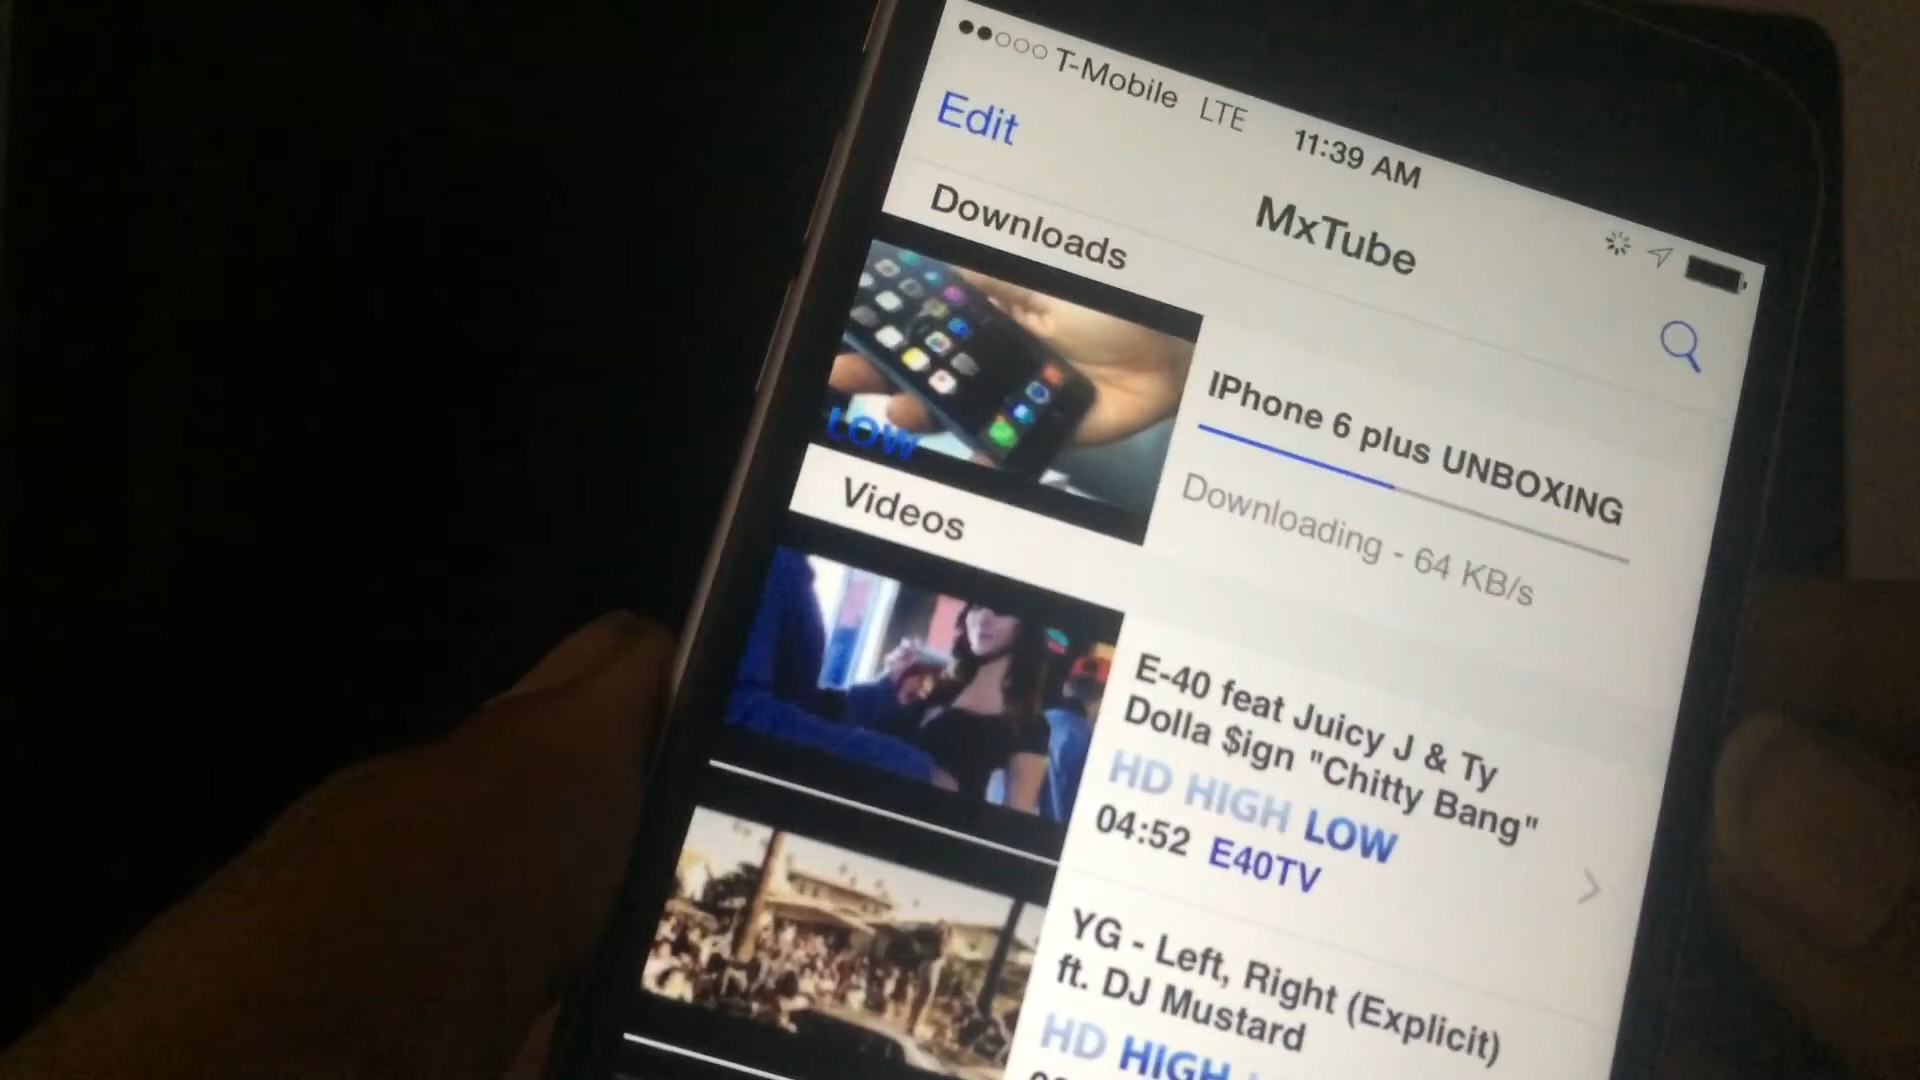 T-Mobile LTE 11:39 AM
Edit
MxTube
Downloads
LOW
IPhone 6 plus UNBOXING
Downloading - 64 KB/s
Videos
E-40 feat Juicy J & Ty
Dolla $ign "Chitty Bang"
HD HIGH LOW
04:52 E40TV
YG - Left, Right (Explicit)
ft. DJ Mustard
HD HIGH